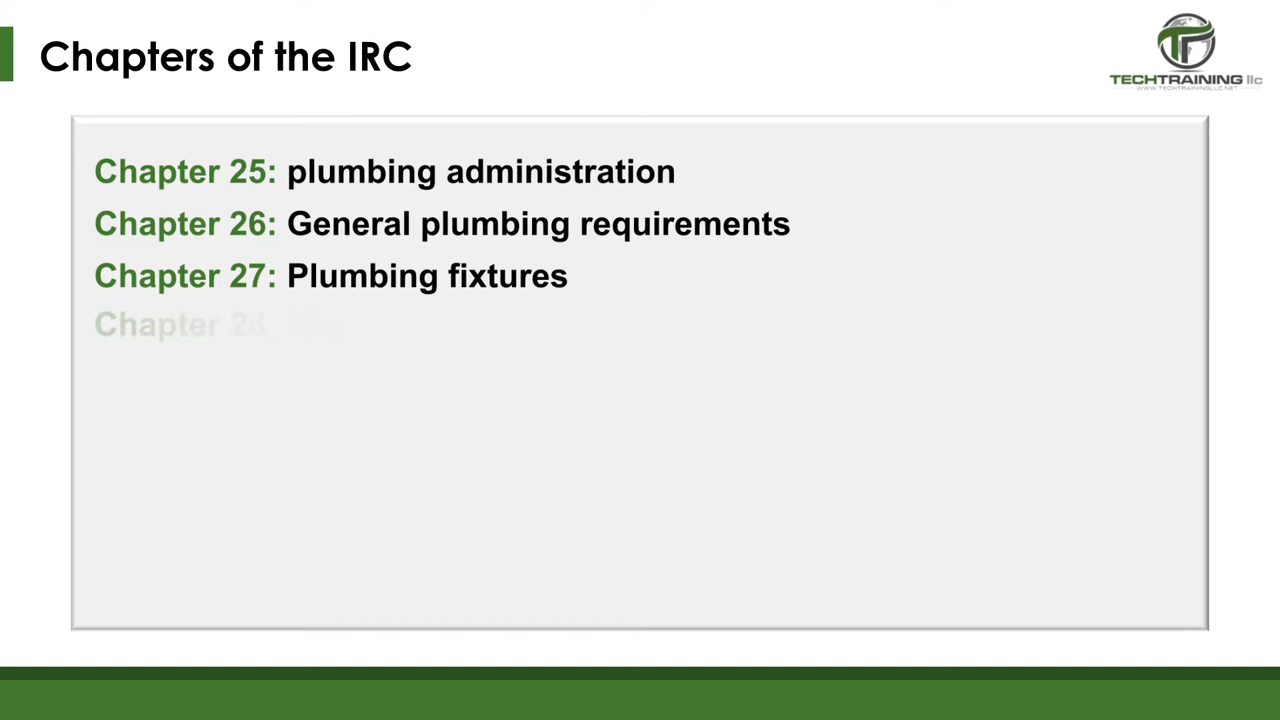 Chapters of the IRC
TECHTRAINING llc
WWW.TECHTRAININGLLC.NET
Chapter 25: plumbing administration
Chapter 26: General plumbing requirements
Chapter 27: Plumbing fixtures
Chapter